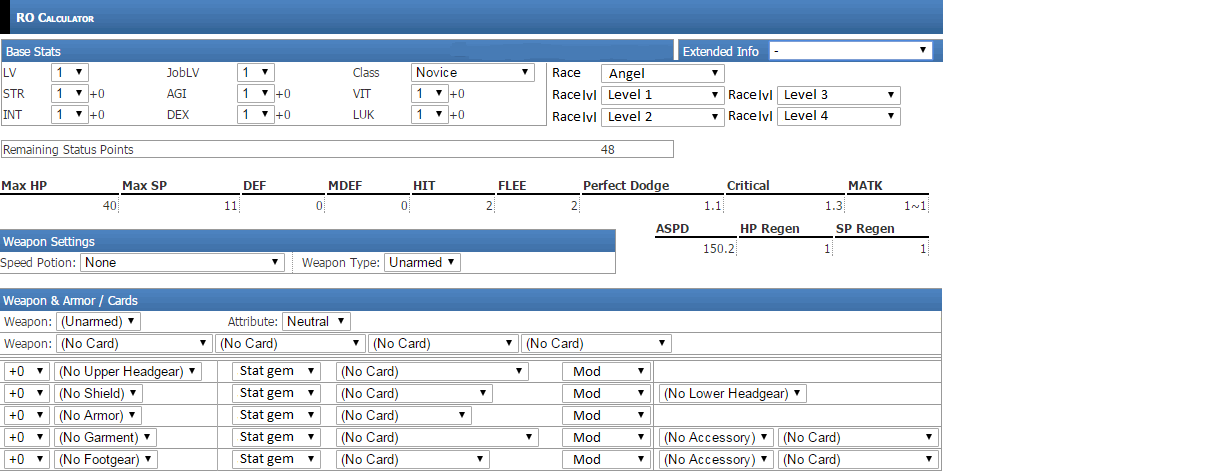 RO Calculator
Base Stats Extended Info -
LV 1 JobLV 1 Class Novice Race Angel
STR 1 +0 AGI 1 +0 VIT 1 +0 Race lvl Level 1 Race lvl Level 3
INT 1 +0 DEX 1 +0 LUK 1 +0 Race lvl Level 2 Race lvl Level 4
Remaining Status Points 48
Max HP Max SP DEF MDEF HIT FLEE Perfect Dodge Critical MATK
40 11 0 0 2 2 1.1 1.3 1~1
ASPD HP Regen SP Regen
150.2 1 1
Weapon Settings
Speed Potion: None Weapon Type: Unarmed
Weapon & Armor / Cards
Weapon: (Unarmed) Attribute: Neutral
Weapon: (No Card) (No Card) (No Card) (No Card)
+0 (No Upper Headgear) Stat gem (No Card) Mod
+0 (No Shield) Stat gem (No Card) Mod (No Lower Headgear)
+0 (No Armor) Stat gem (No Card) Mod
+0 (No Garment) Stat gem (No Card) Mod (No Accessory) (No Card)
+0 (No Footgear) Stat gem (No Card) Mod (No Accessory) (No Card)